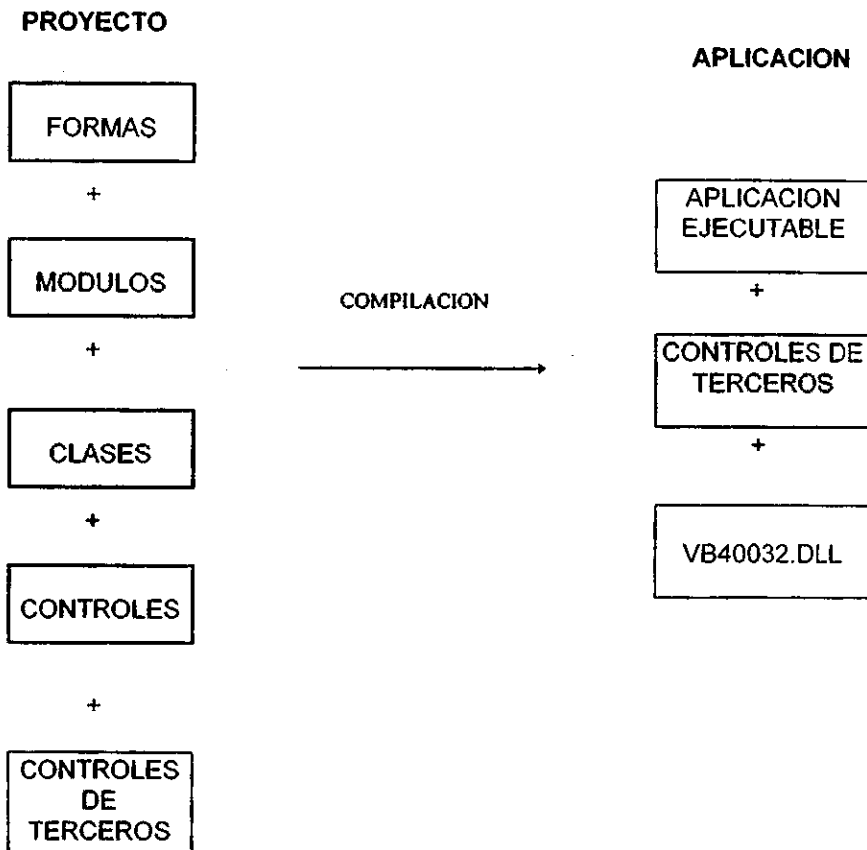 PROYECTO
FORMAS
+
MODULOS
+
CLASES
+
CONTROLES
+
CONTROLES
DE
TERCEROS
COMPILACION
APLICACION
APLICACION
EJECUTABLE
+
CONTROLES DE
TERCEROS
+
VB40032.DLL